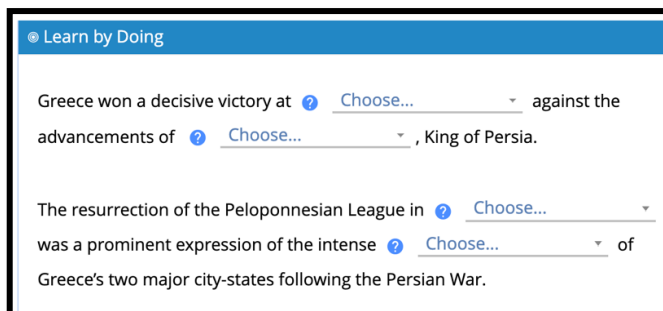 Learn by Doing
Greece won a decisive victory at ? Choose... against the
advancements of ? Choose... , King of Persia.
The resurrection of the Peloponnesian League in ? Choose...
was a prominent expression of the intense ? Choose... of
Greece's two major city-states following the Persian War.